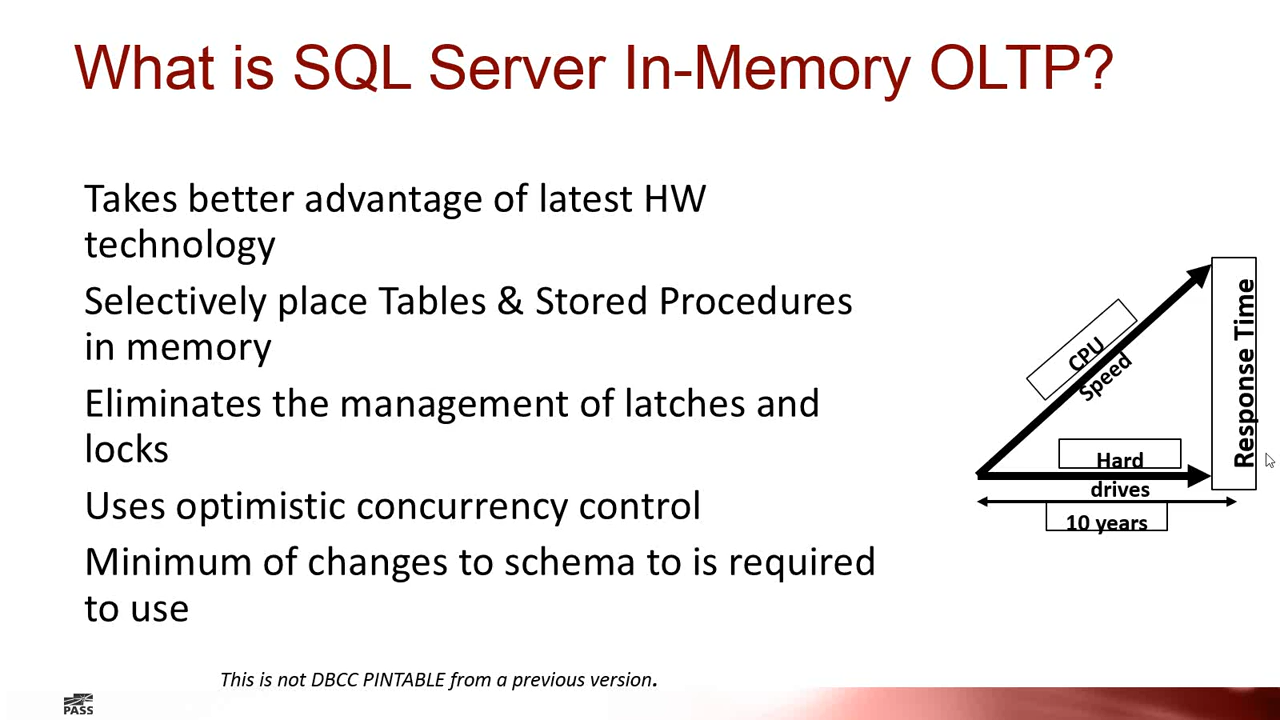 What is SQL Server In-Memory OLTP?
Takes better advantage of latest HW
technology
Selectively place Tables & Stored Procedures
in memory
Eliminates the management of latches and
locks
Uses optimistic concurrency control
Minimum of changes to schema to is required
to use
CPU
Speed
Hard
drives
10 years
Response Time
This is not DBCC PINTABLE from a previous version.
PASS